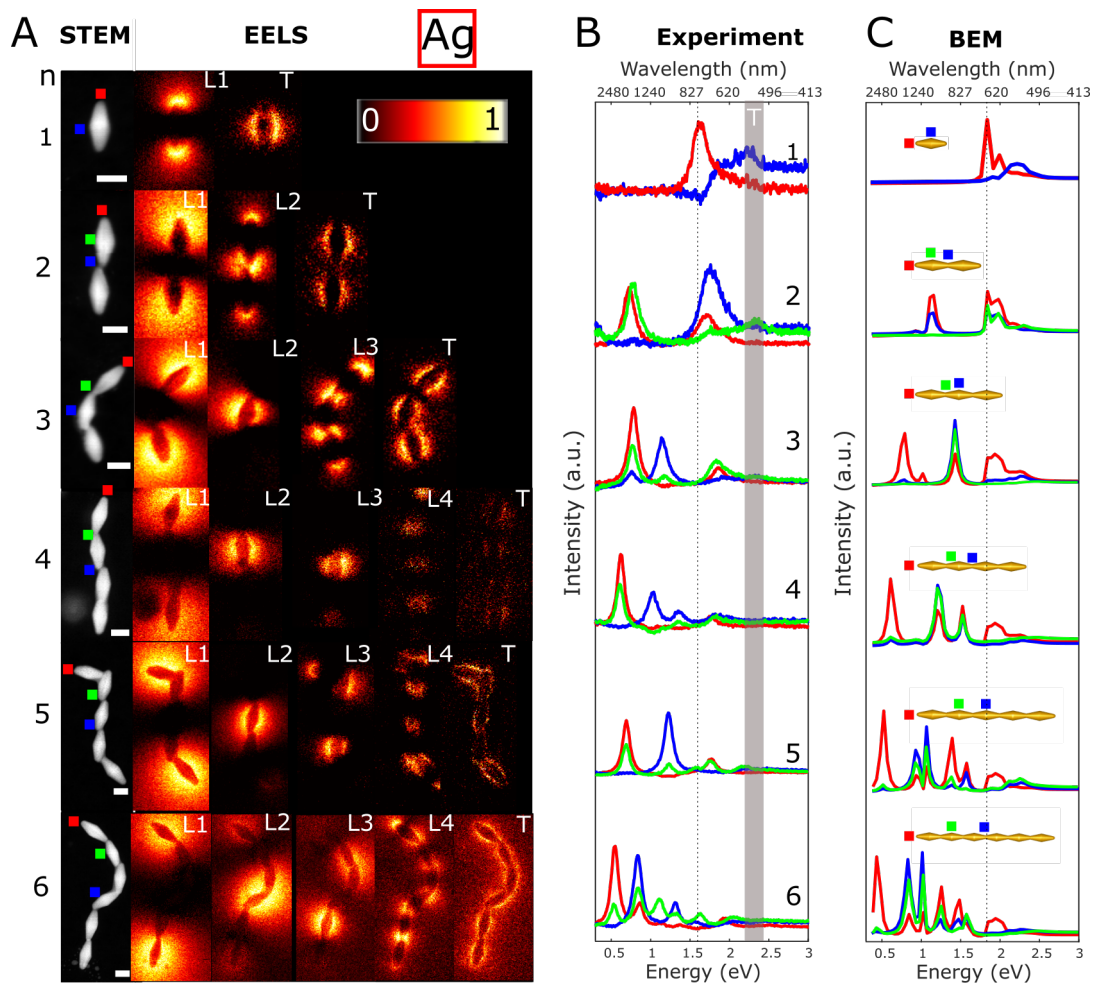 A STEM EELS Ag
n
0 1
1 L1 T
2 L1 L2 T
3 L1 L2 L3 T
4 L1 L2 L3 L4 T
5 L1 L2 L3 L4 T
6 L1 L2 L3 L4 T
B Experiment
Wavelength (nm)
2480 1240 827 620 496 413
T
1
2
3
4
5
6
Intensity (a.u.)
0.5 1 1.5 2 2.5 3
Energy (eV)
C BEM
Wavelength (nm)
2480 1240 827 620 496 413
Intensity (a.u.)
0.5 1 1.5 2 2.5 3
Energy (eV)